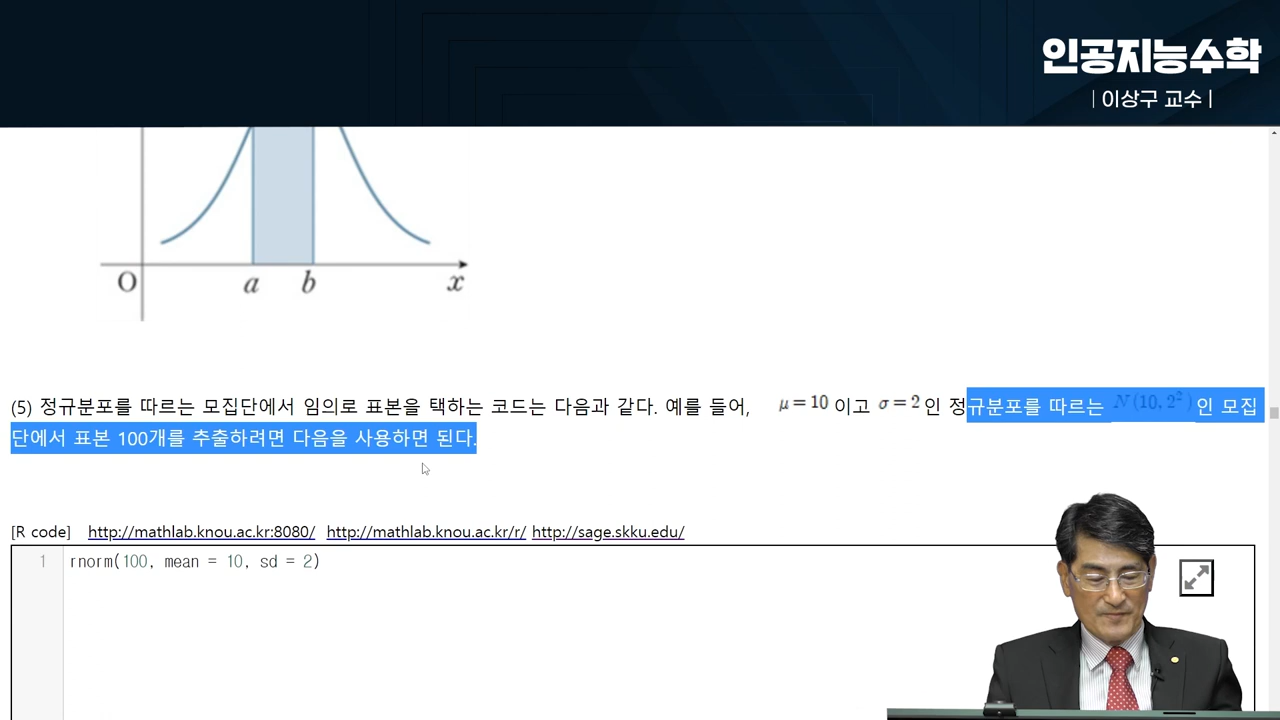 인공지능수학
| 이상구 교수 |
O a b x
(5) 정규분포를 따르는 모집단에서 임의로 표본을 택하는 코드는 다음과 같다. 예를 들어, μ = 10 이고 σ = 2 인 정규분포를 따르는 N(10, 2²) 인 모집
단에서 표본 100개를 추출하려면 다음을 사용하면 된다.
[R code] http://mathlab.knou.ac.kr:8080/ http://mathlab.knou.ac.kr/r/ http://sage.skku.edu/
1 rnorm(100, mean = 10, sd = 2)